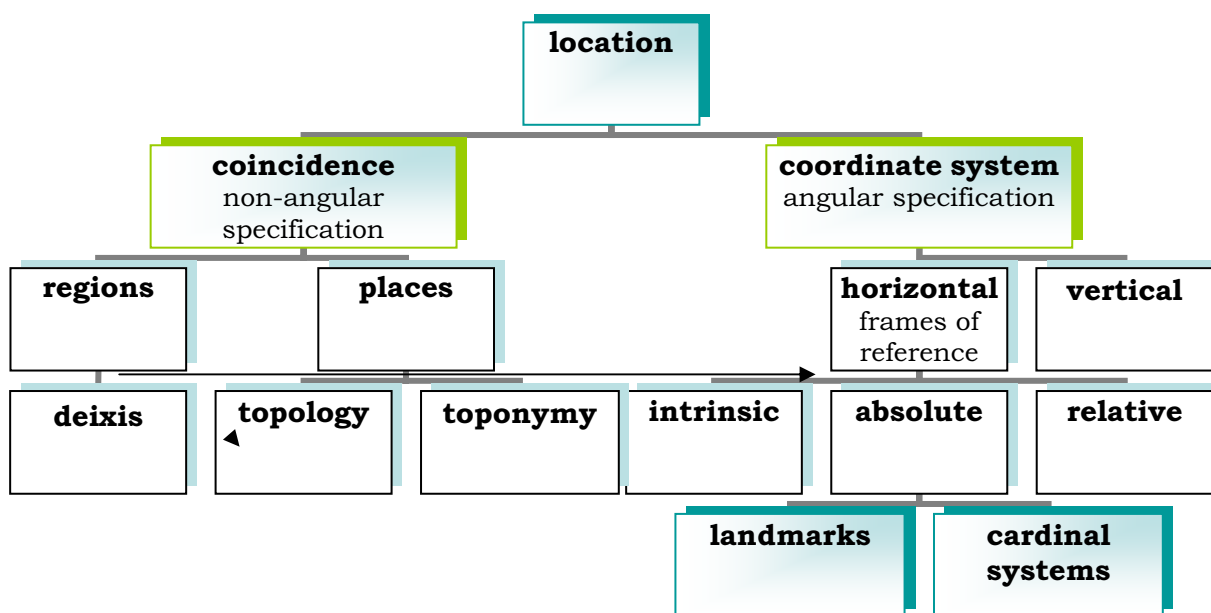 location
coincidence
non-angular
specification
coordinate system
angular specification
regions
places
horizontal
frames of
reference
vertical
deixis
topology
toponymy
intrinsic
absolute
relative
landmarks
cardinal
systems